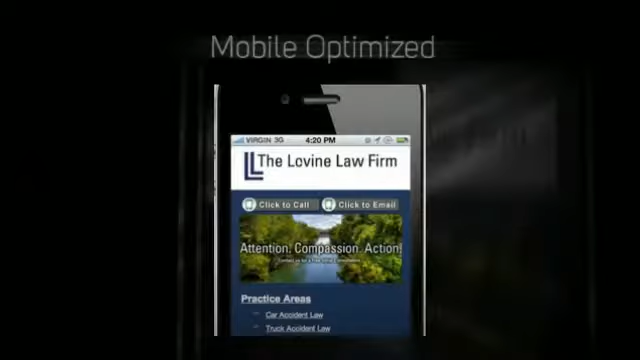 Mobile Optimized
VIRGIN 3G 4:20 PM
LL The Lovine Law Firm
Click to Call Click to Email
Attention. Compassion. Action!
Practice Areas
Car Accident Law
Truck Accident Law